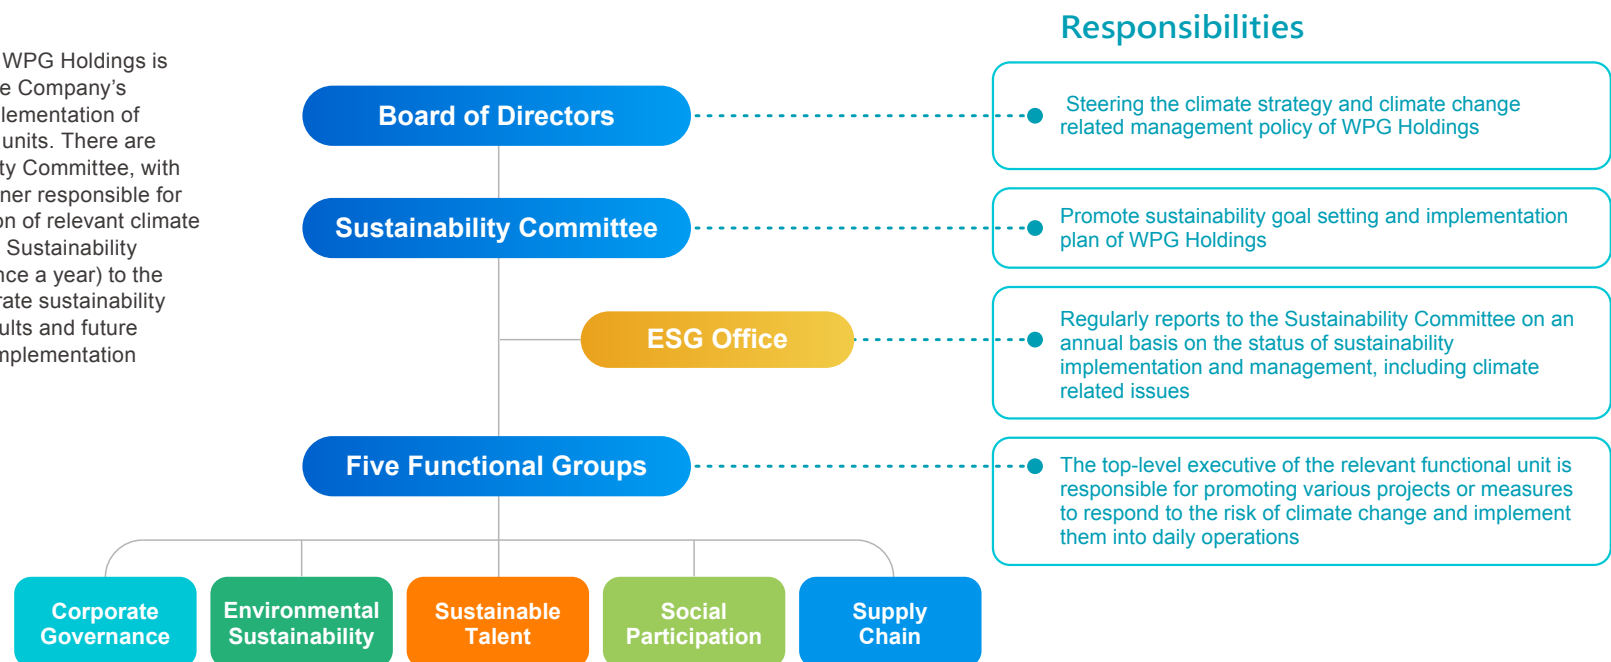 WPG Holdings is
e Company's
plementation of
units. There are
ty Committee, with
ner responsible for
on of relevant climate
Sustainability
nce a year) to the
rate sustainability
ults and future
mplementation
Responsibilities
Board of Directors
Steering the climate strategy and climate change
related management policy of WPG Holdings
Sustainability Committee
Promote sustainability goal setting and implementation
plan of WPG Holdings
ESG Office
Regularly reports to the Sustainability Committee on an
annual basis on the status of sustainability
implementation and management, including climate
related issues
Five Functional Groups
The top-level executive of the relevant functional unit is
responsible for promoting various projects or measures
to respond to the risk of climate change and implement
them into daily operations
Corporate
Governance
Environmental
Sustainability
Sustainable
Talent
Social
Participation
Supply
Chain